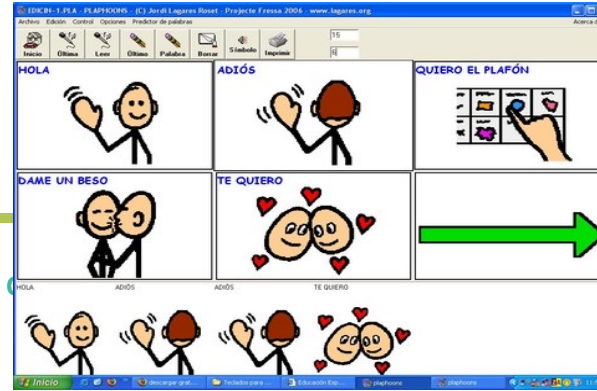 EDICIN-1.PLA - PLAPHOONS - (C) Jordi Lagares Roset - Projecte Fressa 2006 - www.lagares.org
Archivo Edición Control Opciones Predictor de palabras
Acerca d
Inicio Última Leer Último Palabra Borrar Símbolo Imprimir
15
6
HOLA ADIÓS QUIERO EL PLAFÓN
DAME UN BESO TE QUIERO
HOLA ADIÓS ADIÓS TE QUIERO
Inicio descargar grat... Teclados para ... Educación Esp... plaphoons plaphoons